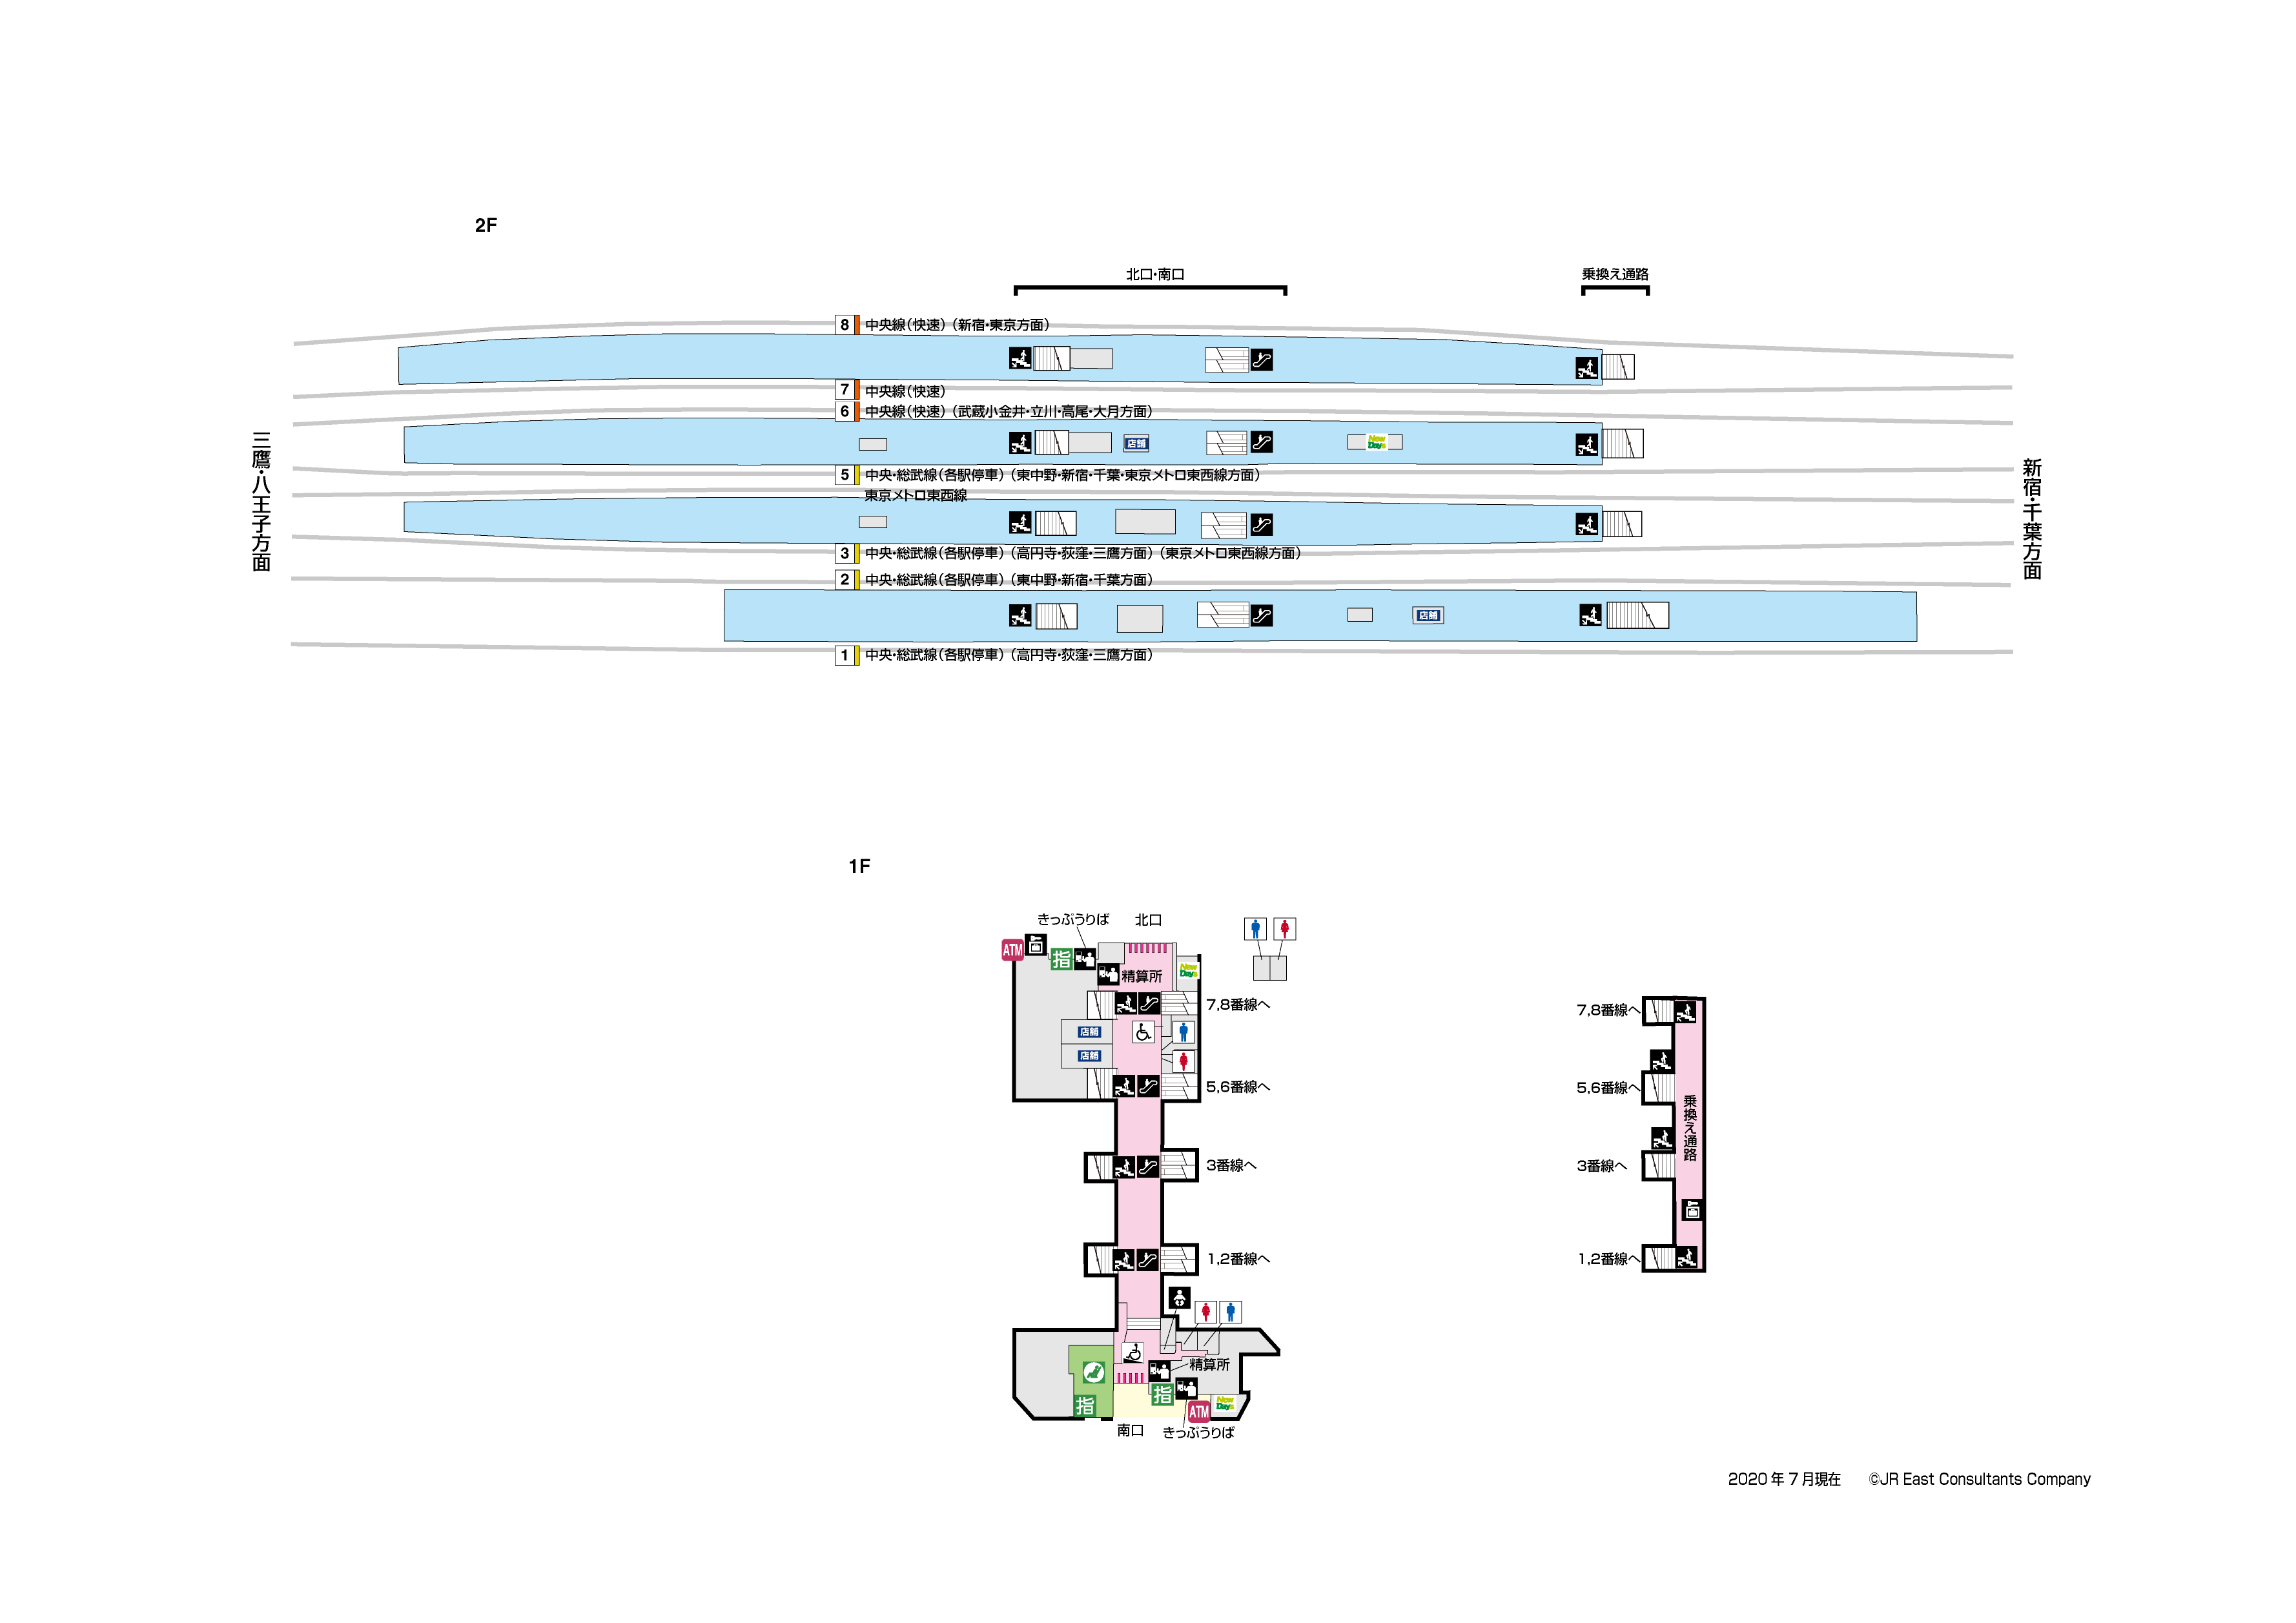 2F
北口・南口
乗換え通路
8 中央線（快速）（新宿・東京方面）
7 中央線（快速）
6 中央線（快速）（武蔵小金井・立川・高尾・大月方面）
店舗
New Days
5 中央・総武線（各駅停車）（東中野・新宿・千葉・東京メトロ東西線方面）
東京メトロ東西線
3 中央・総武線（各駅停車）（高円寺・荻窪・三鷹方面）（東京メトロ東西線方面）
2 中央・総武線（各駅停車）（東中野・新宿・千葉方面）
店舗
1 中央・総武線（各駅停車）（高円寺・荻窪・三鷹方面）
三鷹・八王子方面
新宿・千葉方面
1F
きっぷうりば
北口
ATM
指
精算所
New Days
7,8番線へ
店舗
店舗
5,6番線へ
3番線へ
1,2番線へ
精算所
指
指
ATM
New Days
南口
きっぷうりば
7,8番線へ
5,6番線へ
乗換え通路
3番線へ
1,2番線へ
2020年7月現在 ©JR East Consultants Company